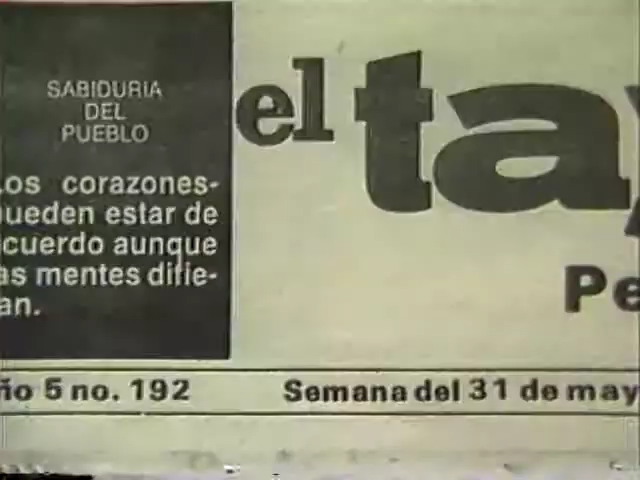 SABIDURIA
DEL
PUEBLO
os corazones-
ueden estar de
cuerdo aunque
as mentes difie-
an.
el ta
Pe
ño 5 no. 192
Semana del 31 de may